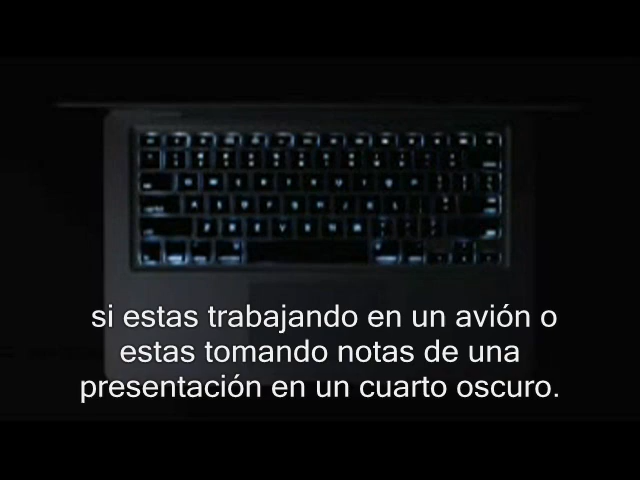 si estas trabajando en un avión o
estas tomando notas de una
presentación en un cuarto oscuro.